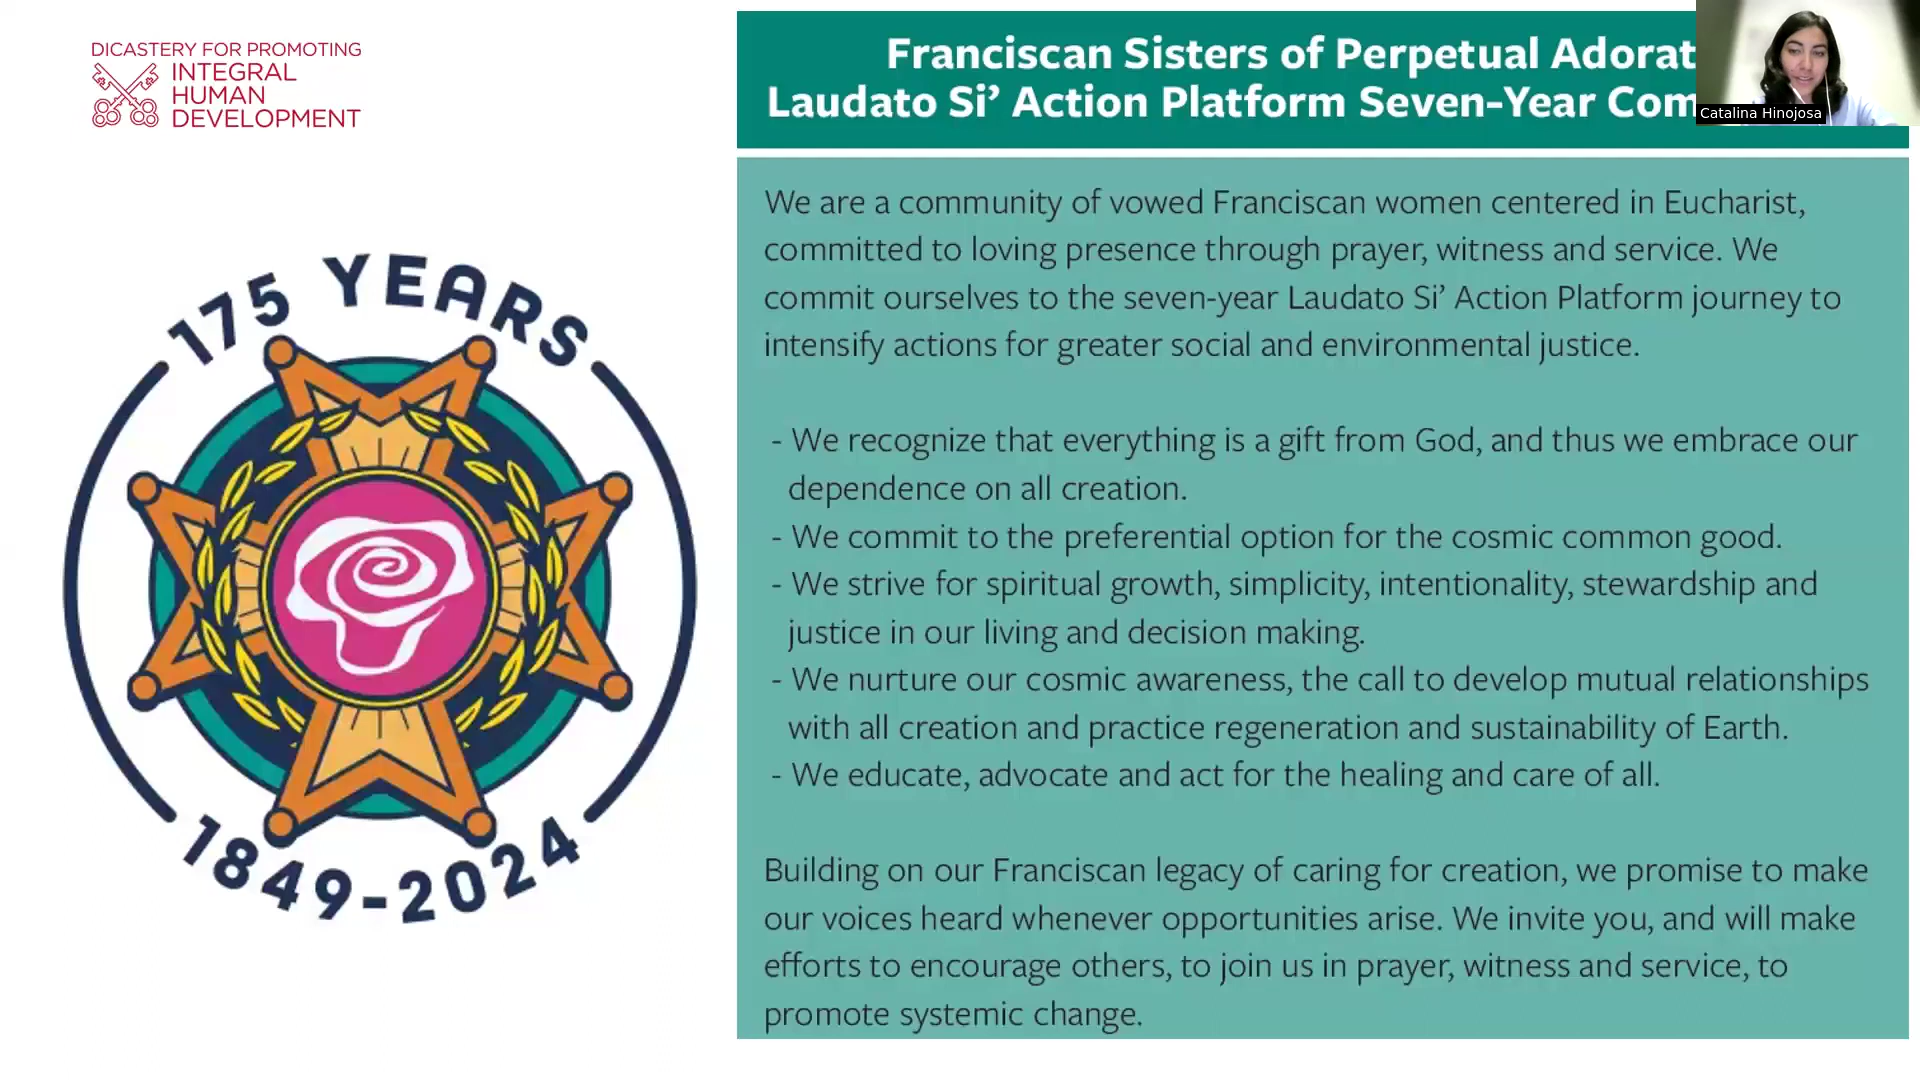 DICASTERY FOR PROMOTING
INTEGRAL
HUMAN
DEVELOPMENT
175 YEARS
1849-2024
Franciscan Sisters of Perpetual Adorat
Laudato Si’ Action Platform Seven-Year Com
Catalina Hinojosa
We are a community of vowed Franciscan women centered in Eucharist,
committed to loving presence through prayer, witness and service. We
commit ourselves to the seven-year Laudato Si’ Action Platform journey to
intensify actions for greater social and environmental justice.
- We recognize that everything is a gift from God, and thus we embrace our
dependence on all creation.
- We commit to the preferential option for the cosmic common good.
- We strive for spiritual growth, simplicity, intentionality, stewardship and
justice in our living and decision making.
- We nurture our cosmic awareness, the call to develop mutual relationships
with all creation and practice regeneration and sustainability of Earth.
- We educate, advocate and act for the healing and care of all.
Building on our Franciscan legacy of caring for creation, we promise to make
our voices heard whenever opportunities arise. We invite you, and will make
efforts to encourage others, to join us in prayer, witness and service, to
promote systemic change.